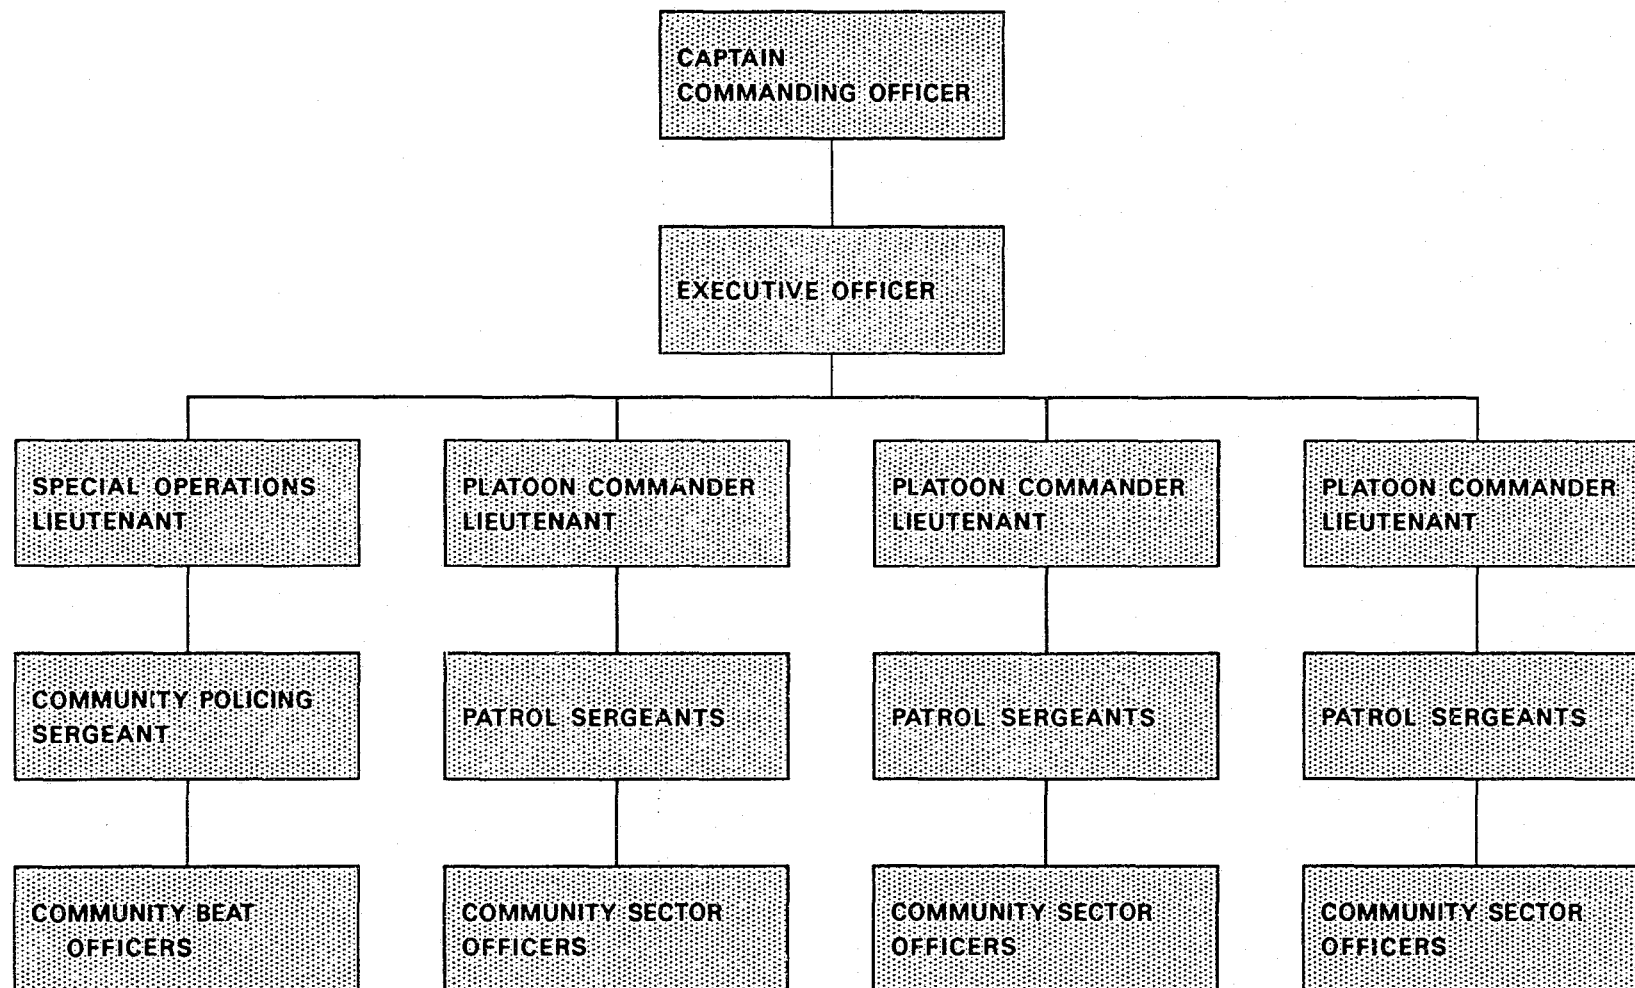 CAPTAIN
COMMANDING OFFICER
EXECUTIVE OFFICER
SPECIAL OPERATIONS
LIEUTENANT
PLATOON COMMANDER
LIEUTENANT
PLATOON COMMANDER
LIEUTENANT
PLATOON COMMANDER
LIEUTENANT
COMMUNITY POLICING
SERGEANT
PATROL SERGEANTS
PATROL SERGEANTS
PATROL SERGEANTS
COMMUNITY BEAT
OFFICERS
COMMUNITY SECTOR
OFFICERS
COMMUNITY SECTOR
OFFICERS
COMMUNITY SECTOR
OFFICERS